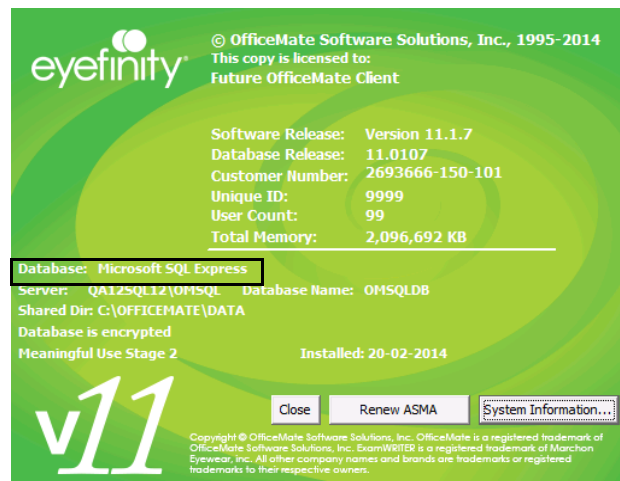 eyefinity
© OfficeMate Software Solutions, Inc., 1995-2014
This copy is licensed to:
Future OfficeMate Client
Software Release: Version 11.1.7
Database Release: 11.0107
Customer Number: 2693666-150-101
Unique ID: 9999
User Count: 99
Total Memory: 2,096,692 KB
Database: Microsoft SQL Express
Server: QA12SQL12\OMSQL Database Name: OMSQLDB
Shared Dir: C:\OFFICEMATE\DATA
Database is encrypted
Meaningful Use Stage 2 Installed: 20-02-2014
v11
Close Renew ASMA System Information...
Copyright © OfficeMate Software Solutions, Inc. OfficeMate is a registered trademark of
OfficeMate Software Solutions, Inc. ExamWRITER is a registered trademark of Marchon
Eyewear, Inc. All other company names and brands are trademarks or registered
trademarks to their respective owners.